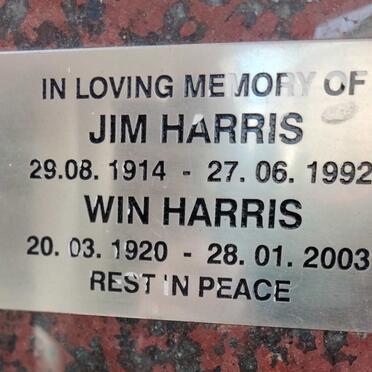 IN LOVING MEMORY OF
JIM HARRIS
29.08. 1914 - 27. 06. 1992
WIN HARRIS
20. 03. 1920 - 28. 01. 2003
REST IN PEACE